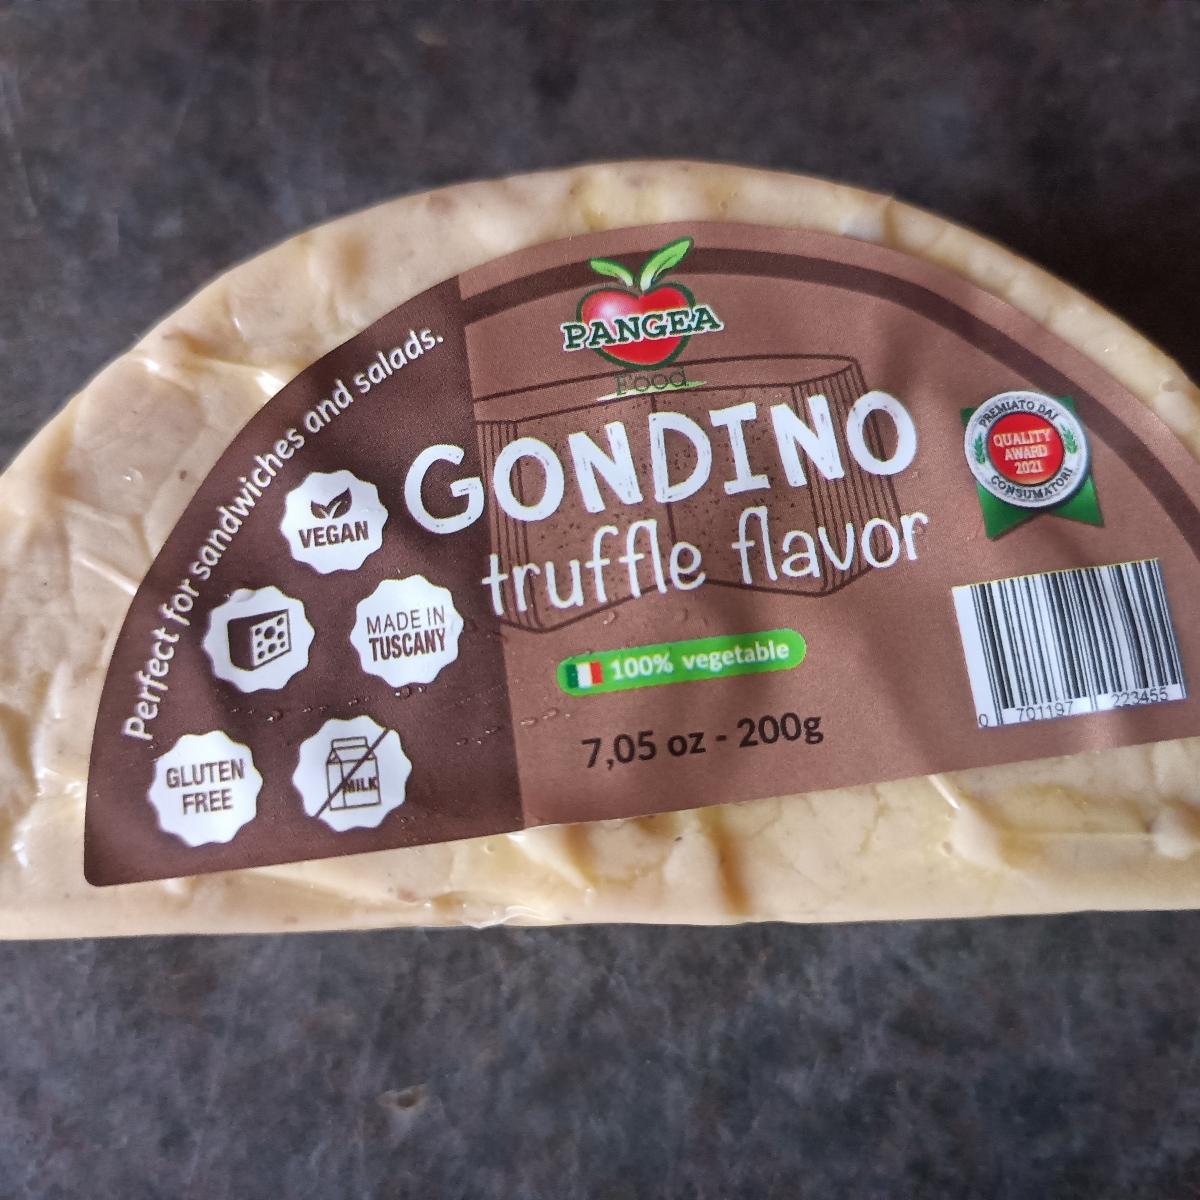 PANGEA
Food
GONDINO
truffle flavor
100% vegetable
7,05 oz - 200g
Perfect for sandwiches and salads.
VEGAN
MADE IN
TUSCANY
GLUTEN
FREE
MILK
PREMIATO DAI
QUALITY
AWARD
2021
CONSUMATORI
0 701197 223455